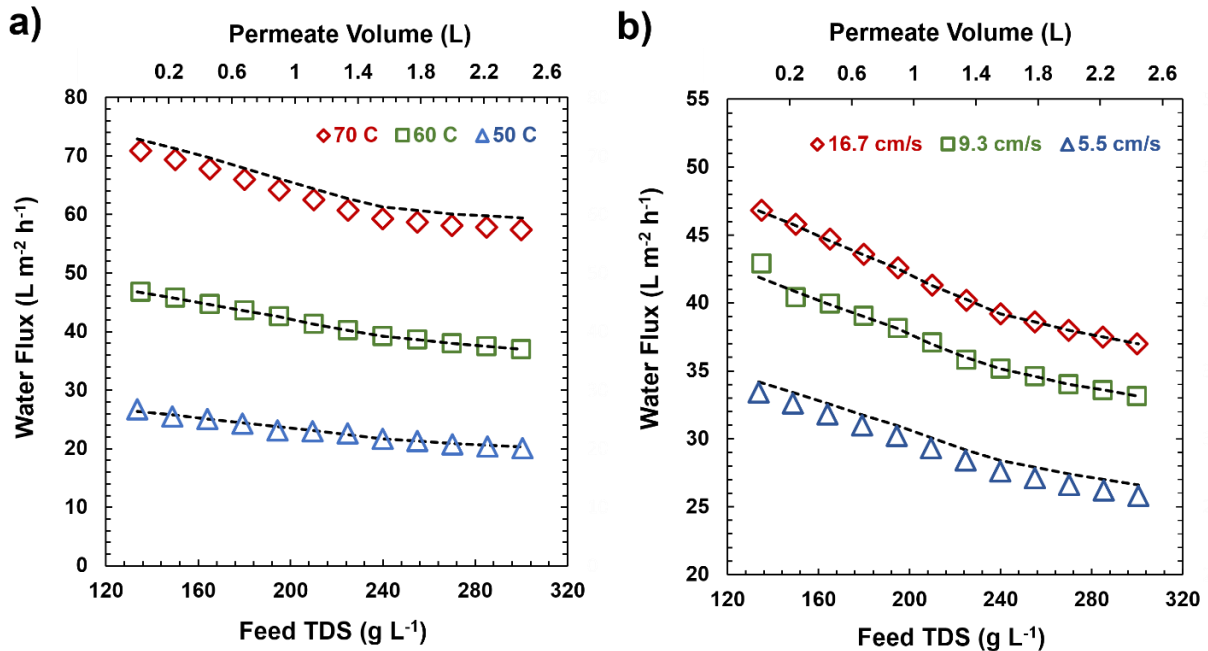 a)
Permeate Volume (L)
0.2 0.6 1 1.4 1.8 2.2 2.6
80
70
60
50
40
30
20
10
0
70 C 60 C 50 C
Water Flux (L m-2 h-1)
120 160 200 240 280 320
Feed TDS (g L-1)
b)
Permeate Volume (L)
0.2 0.6 1 1.4 1.8 2.2 2.6
55
50
45
40
35
30
25
20
16.7 cm/s 9.3 cm/s 5.5 cm/s
Water Flux (L m-2 h-1)
120 160 200 240 280 320
Feed TDS (g L-1)